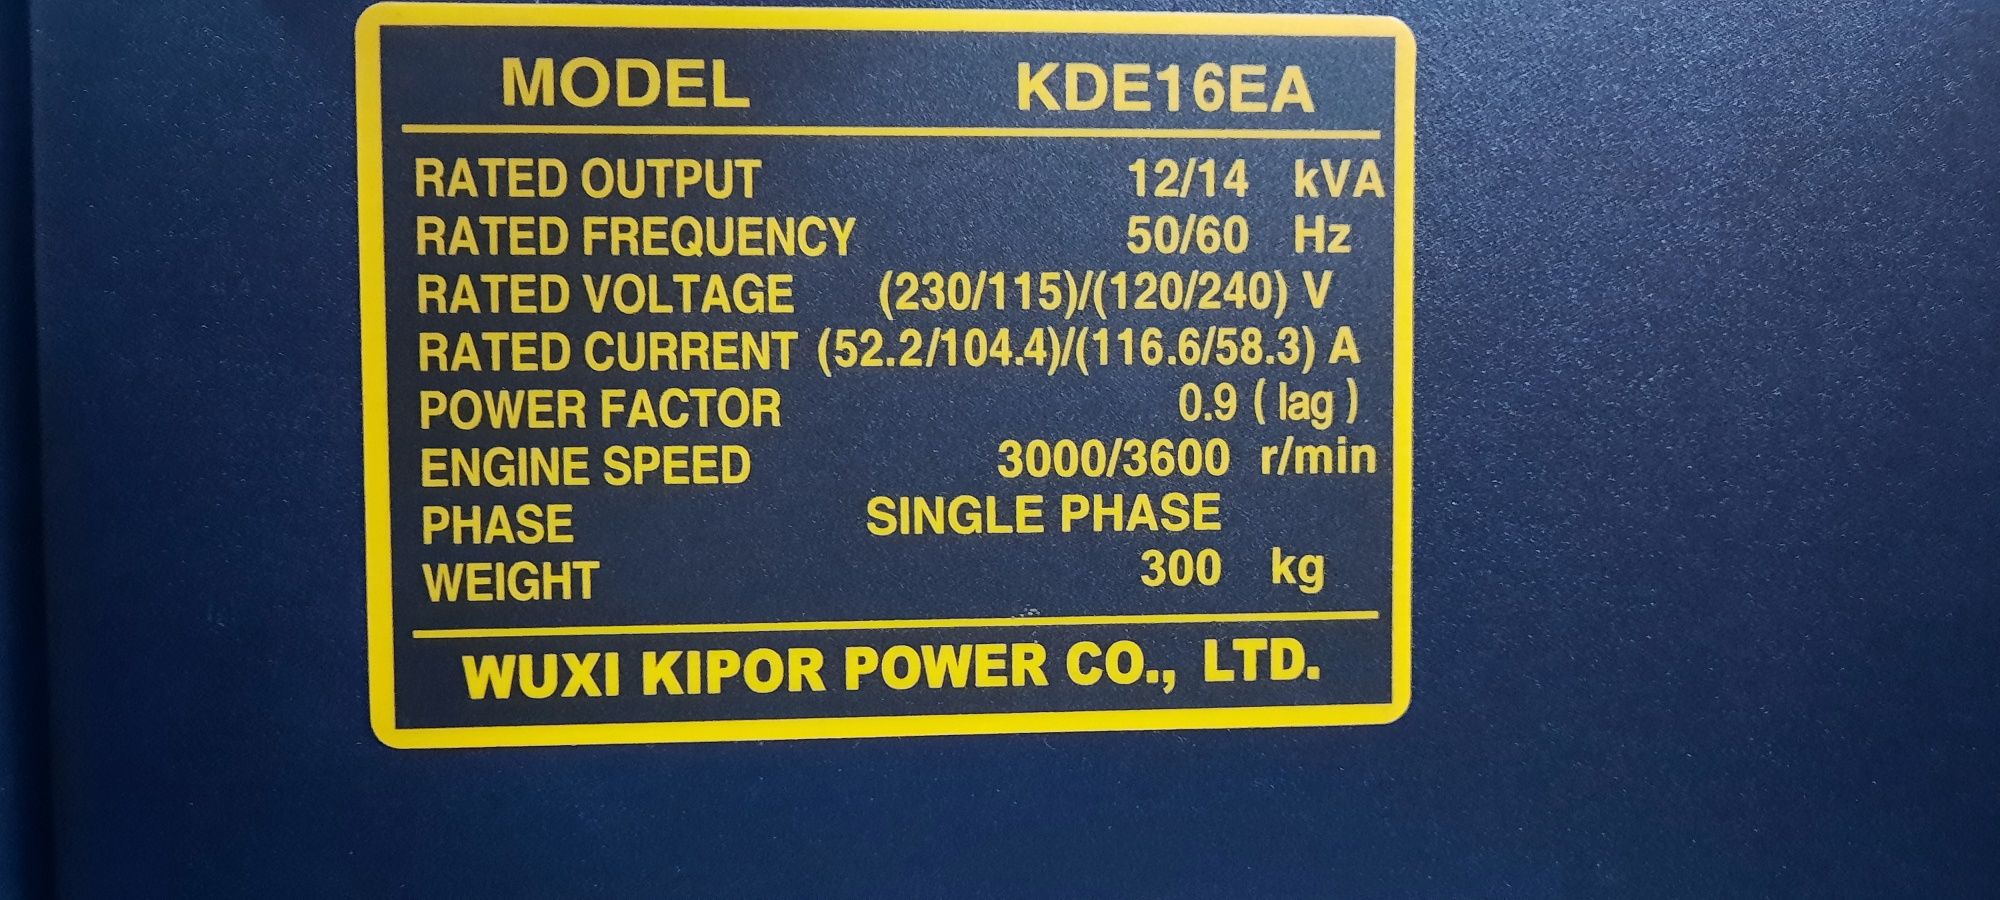 MODEL KDE16EA
RATED OUTPUT 12/14 kVA
RATED FREQUENCY 50/60 Hz
RATED VOLTAGE (230/115)/(120/240) V
RATED CURRENT (52.2/104.4)/(116.6/58.3) A
POWER FACTOR 0.9 ( lag )
ENGINE SPEED 3000/3600 r/min
PHASE SINGLE PHASE
WEIGHT 300 kg
WUXI KIPOR POWER CO., LTD.